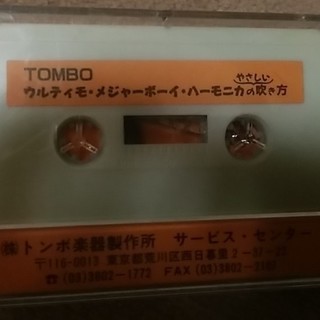 TOMBO
やさしい
ウルティモ・メジャーボーイ・ハーモニカの吹き方
㈱トンボ楽器製作所 サービス・センター
〒116-0013 東京都荒川区西日暮里2-37-
☎(03)3802-1772 FAX (03)3802-